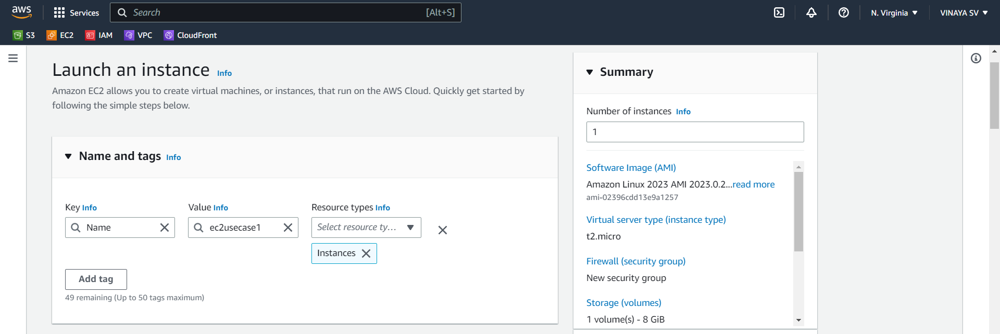 aws Services Search [Alt+S] N. Virginia VINAYA SV
S3 EC2 IAM VPC CloudFront
Launch an instance Info
Amazon EC2 allows you to create virtual machines, or instances, that run on the AWS Cloud. Quickly get started by
following the simple steps below.
Name and tags Info
Key Info Value Info Resource types Info
Name ec2usecase1 Select resource ty...
Instances
Add tag
49 remaining (Up to 50 tags maximum)
Summary
Number of instances Info
1
Software Image (AMI)
Amazon Linux 2023 AMI 2023.0.2...read more
ami-02396cdd13e9a1257
Virtual server type (instance type)
t2.micro
Firewall (security group)
New security group
Storage (volumes)
1 volume(s) - 8 GiB